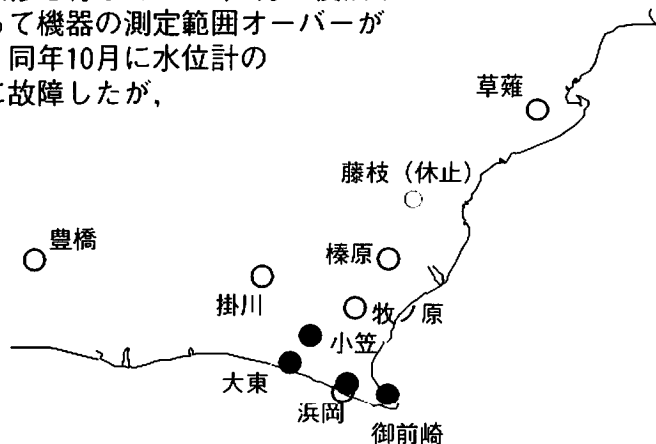 って機器の測定範囲オーバーが
同年10月に水位計の
故障したが，
草薙
藤枝（休止）
豊橋
榛原
掛川
牧ノ原
小笠
大東
浜岡
御前崎